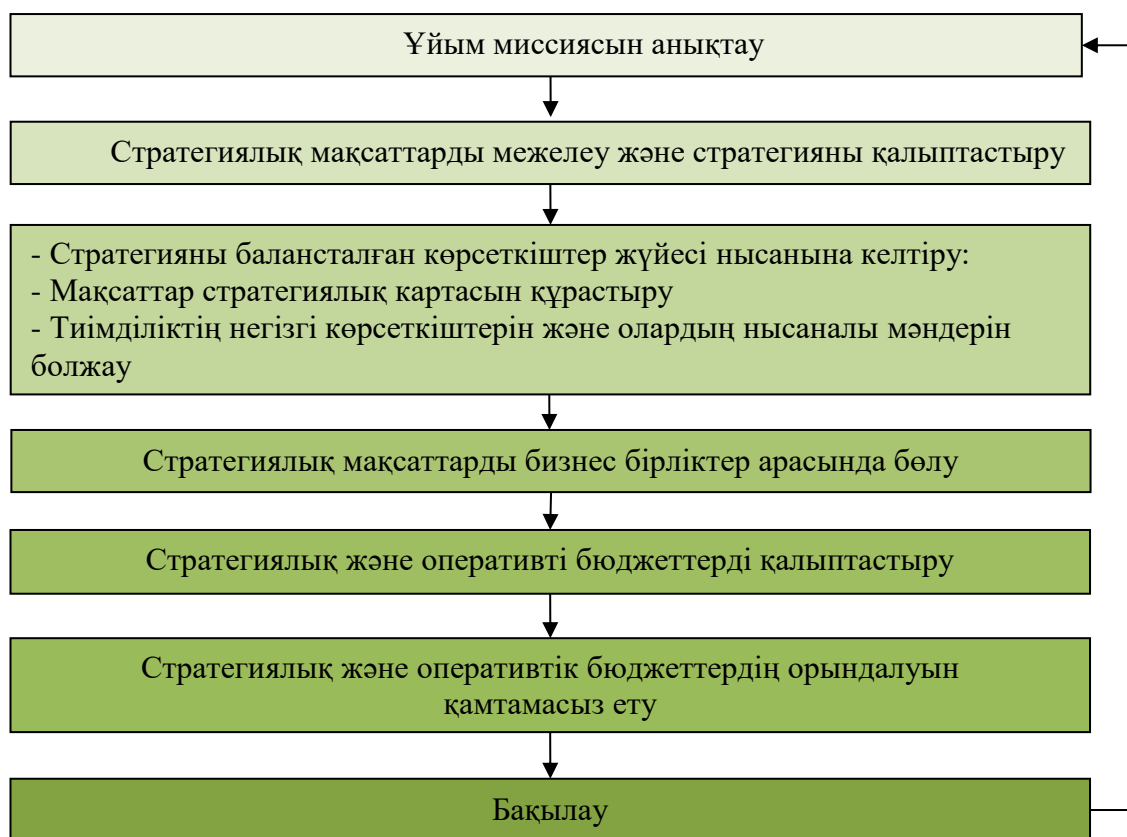 Ұйым миссиясын анықтау
Стратегиялық мақсаттарды межелеу және стратегияны қалыптастыру
- Стратегияны балансталған көрсеткіштер жүйесі нысанына келтіру:
- Мақсаттар стратегиялық картасын құрастыру
- Тиімділіктің негізгі көрсеткіштерін және олардың нысаналы мәндерін
болжау
Стратегиялық мақсаттарды бизнес бірліктер арасында бөлу
Стратегиялық және оперативті бюджеттерді қалыптастыру
Стратегиялық және оперативтік бюджеттердің орындалуын
қамтамасыз ету
Бақылау